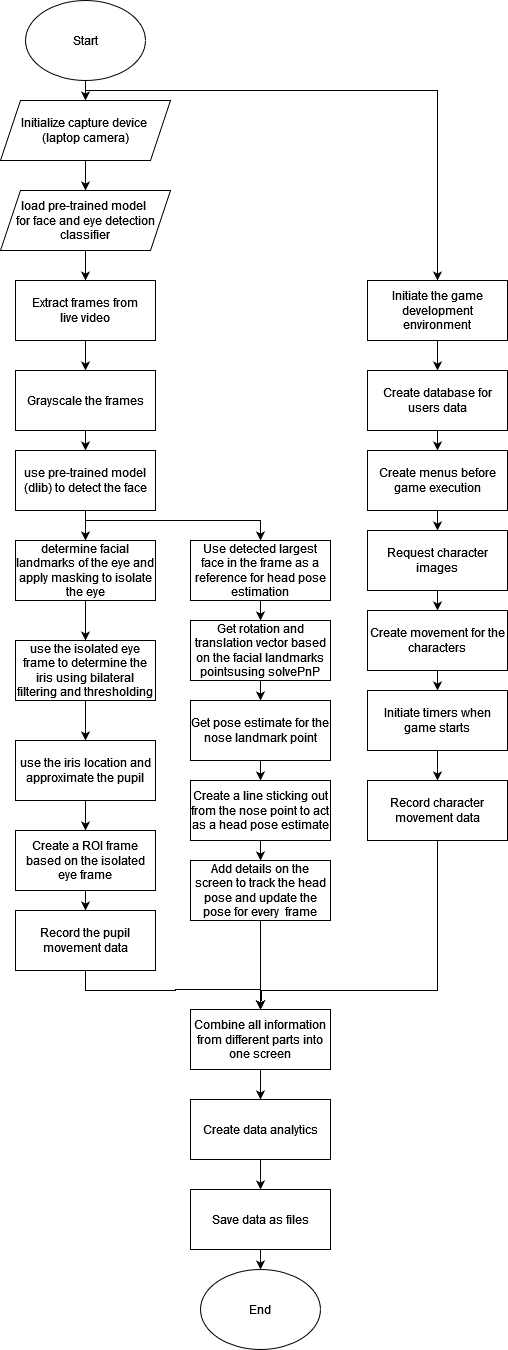 Start
Initialize capture device
(laptop camera)
load pre-trained model
for face and eye detection
classifier
Extract frames from
live video
Grayscale the frames
use pre-trained model
(dlib) to detect the face
determine facial
landmarks of the eye and
apply masking to isolate
the eye
use the isolated eye
frame to determine the
iris using bilateral
filtering and thresholding
use the iris location and
approximate the pupil
Create a ROI frame
based on the isolated
eye frame
Record the pupil
movement data
Use detected largest
face in the frame as a
reference for head pose
estimation
Get rotation and
translation vector based
on the facial landmarks
pointsusing solvePnP
Get pose estimate for the
nose landmark point
Create a line sticking out
from the nose point to act
as a head pose estimate
Add details on the
screen to track the head
pose and update the
pose for every frame
Initiate the game
development
environment
Create database for
users data
Create menus before
game execution
Request character
images
Create movement for the
characters
Initiate timers when
game starts
Record character
movement data
Combine all information
from different parts into
one screen
Create data analytics
Save data as files
End